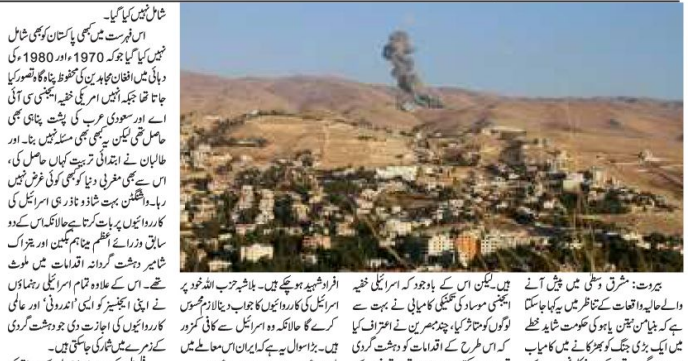 بیروت: مشرق وسطی میں پیش آنے
والے حالیہ واقعات کے تناظر میں یہ کہا جاسکتا
ہے کہ بنیامن نیتن یاہو کی حکومت شاید خطے
میں ایک بڑی جنگ کو بھڑکانے میں کامیاب
ہیں۔لیکن اس کے باوجود کہ اسرائیلی خفیہ
ایجنسی موساد کی تکنیکی کامیابی نے بہت سے
لوگوں کو متاثر کیا، چند مبصرین نے اعتراف کیا
کہ اس طرح کے اقدامات کو دہشت گردی
افراد شہید ہوچکے ہیں۔ بلاشبہ حزب اللہ خود پر
اسرائیل کی کارروائیوں کا جواب دینا لازم محسوس
کرے گا حالانکہ وہ اسرائیل سے کافی کمزور
ہیں۔ بڑا سوال یہ ہے کہ ایران اس معاملے میں
شامل نہیں کیا گیا۔
اس فہرست میں کبھی پاکستان کو بھی شامل
نہیں کیا گیا جو کہ 1970ء اور 1980ء کی
دہائی میں افغان مجاہدین کی محفوظ پناہ گاہ تصور کیا
جاتا تھا جبکہ انہیں امریکی خفیہ ایجنسی سی آئی
اے اور سعودی عرب کی پشت پناہی بھی
حاصل تھی لیکن یہ کبھی بھی مسئلہ نہیں بنا۔ اور
طالبان نے ابتدائی تربیت کہاں حاصل کی،
اس سے بھی مغربی دنیا کو کبھی کوئی غرض نہیں
رہا۔ واشنگٹن بہت شاذ و ناذر ہی اسرائیل کی
کارروائیوں پر بات کرتا ہے حالانکہ اس کے دو
سابق وزرائے اعظم میناہم بگین اور یتزاک
شامیر دہشت گردانہ اقدامات میں ملوث
تھے۔ اس کے علاوہ تمام اسرائیلی رہنماؤں
نے اپنی ایجنسیز کو ایسی 'اندرونی' اور عالمی
کارروائیوں کی اجازت دی جو دہشت گردی
کے زمرے میں شمار کی جاسکتی ہیں۔